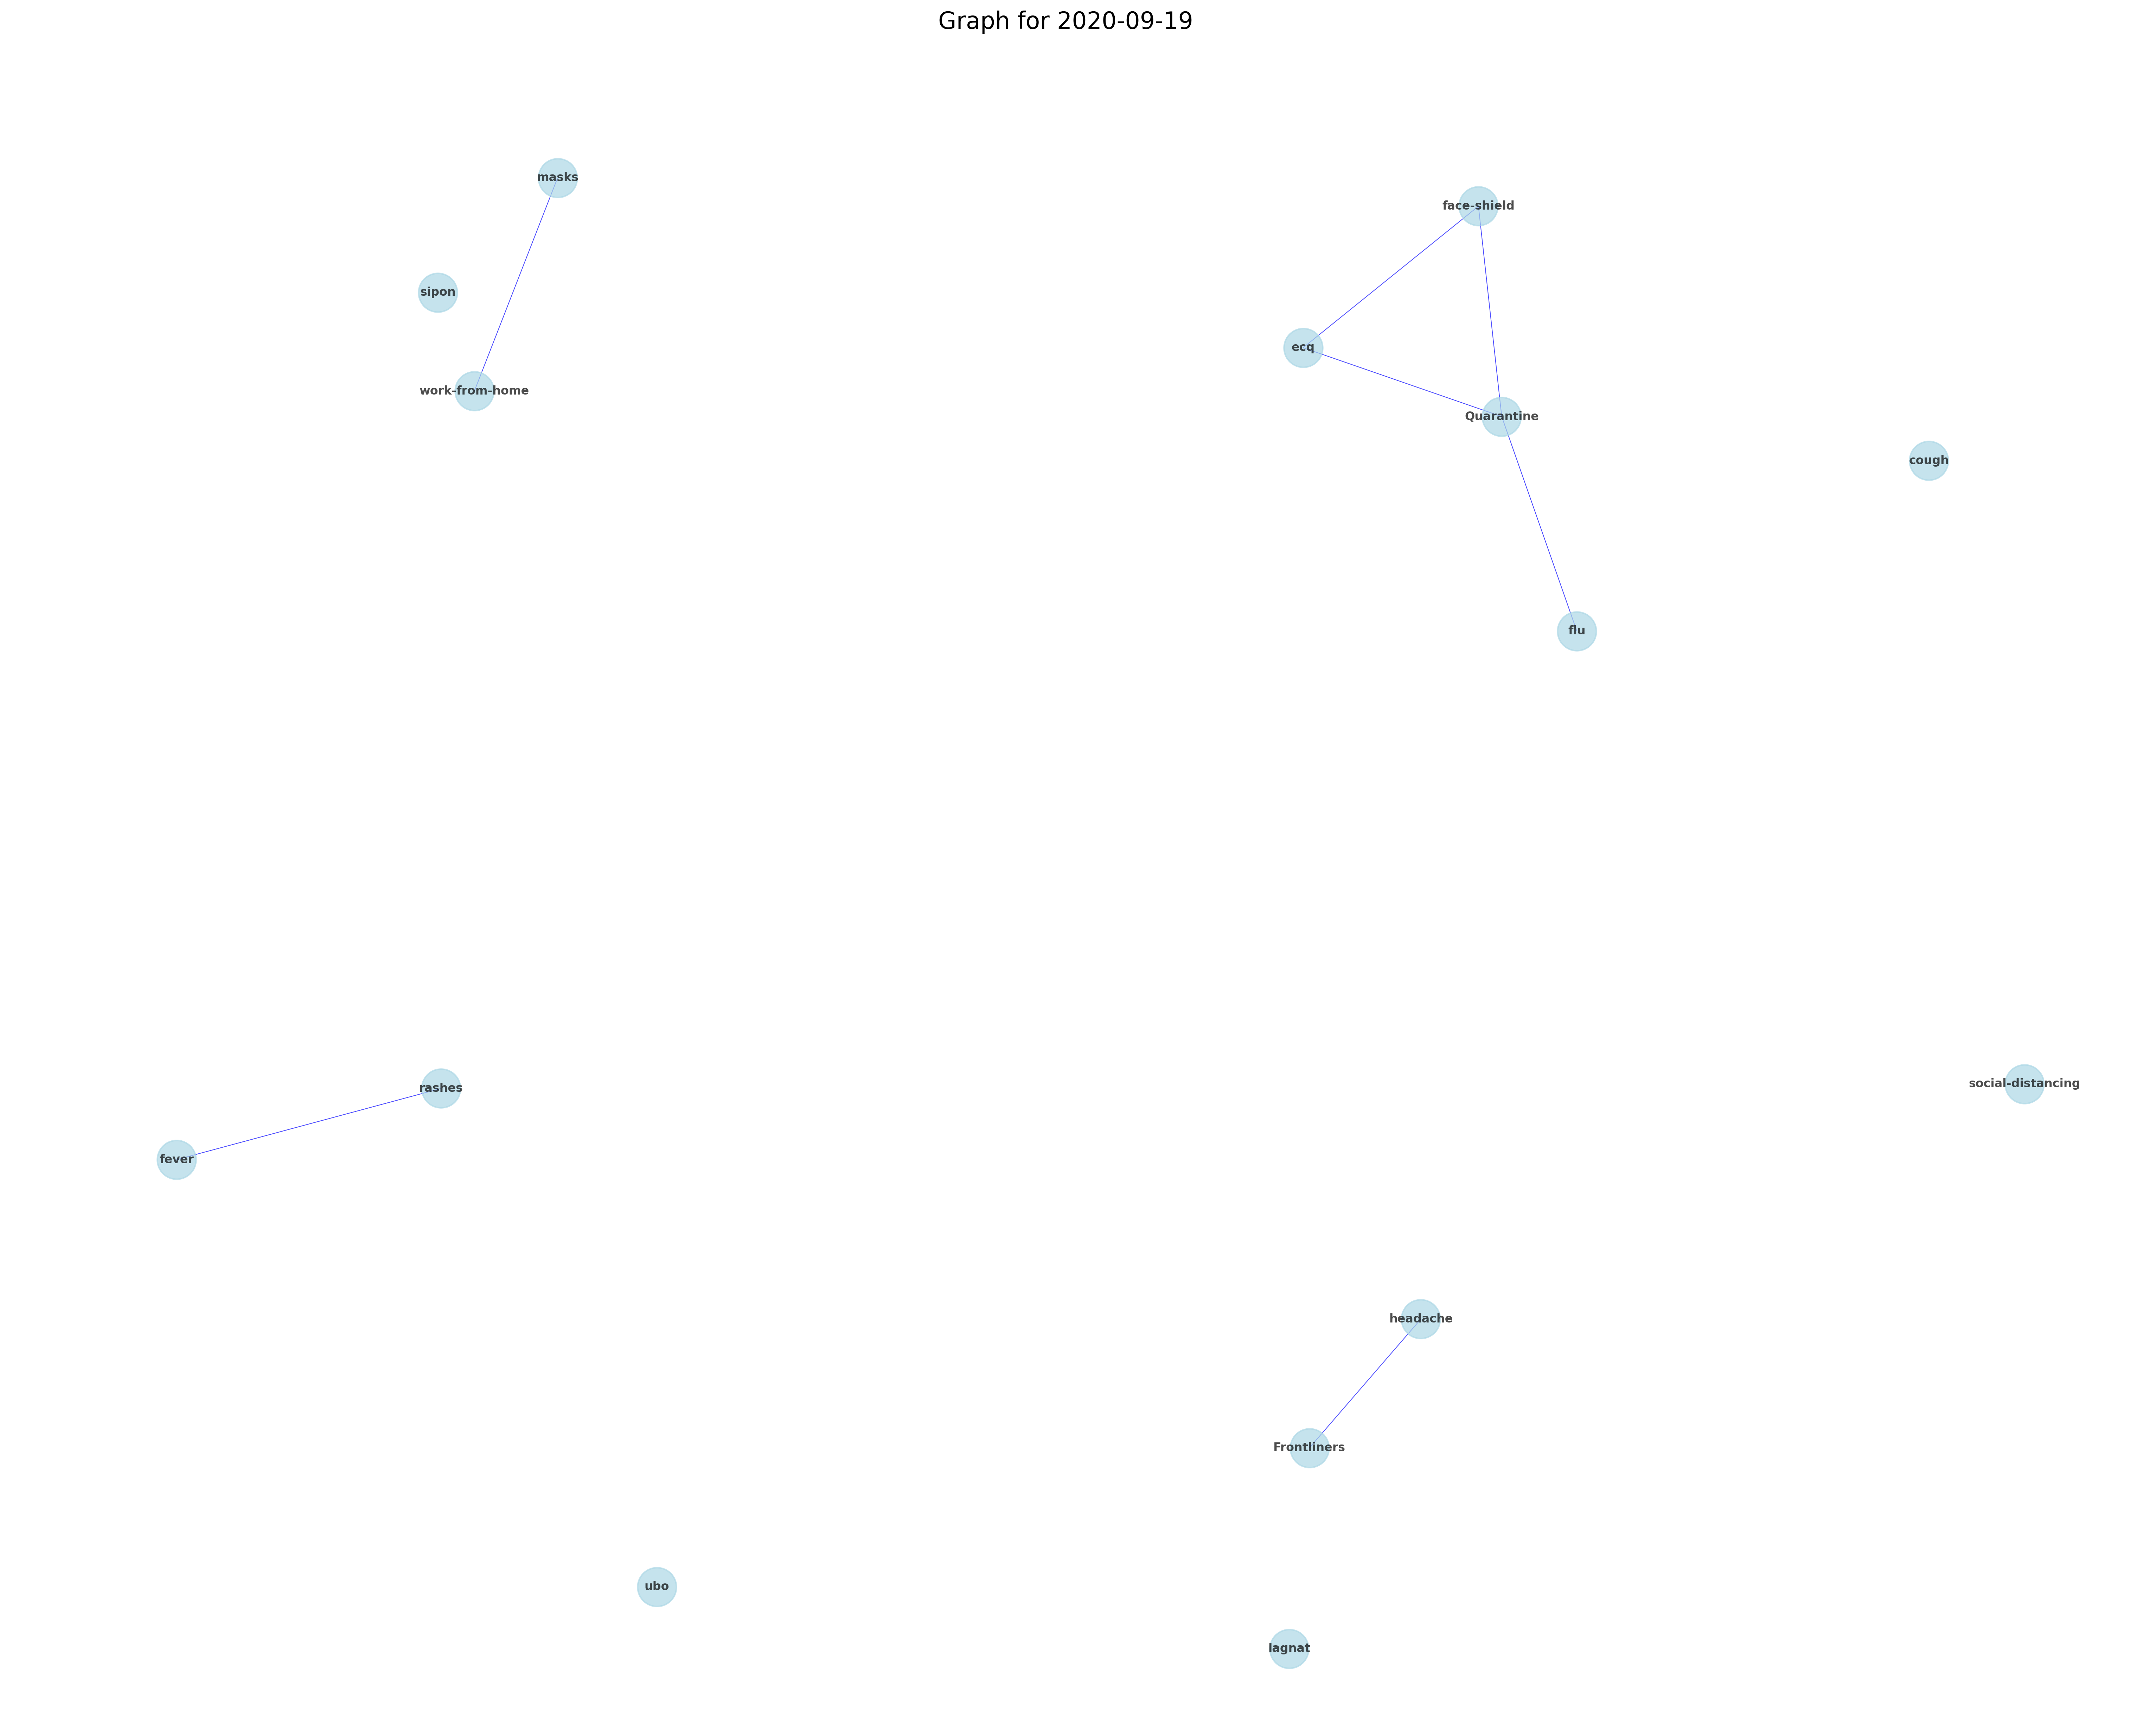 Graph for 2020-09-19
masks
face-shield
sipon
ecq
work-from-home
Quarantine
cough
flu
rashes
social-distancing
fever
headache
Frontliners
ubo
lagnat